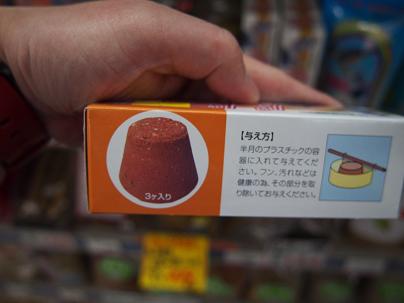 【与え方】
半月のプラスチックの容
器に入れて与えてくだ
さい。フン、汚れなどは
健康の為、その部分を取
り除いてお与えください。
3ヶ入り